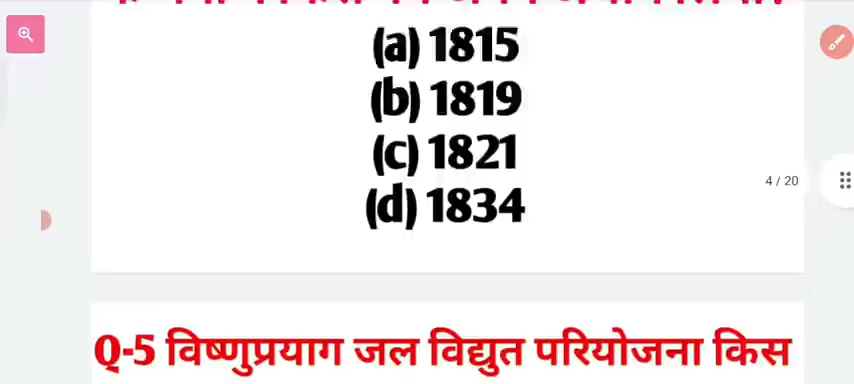 (a) 1815
(b) 1819
(c) 1821
(d) 1834
4 / 20
Q-5 विष्णुप्रयाग जल विद्युत परियोजना किस